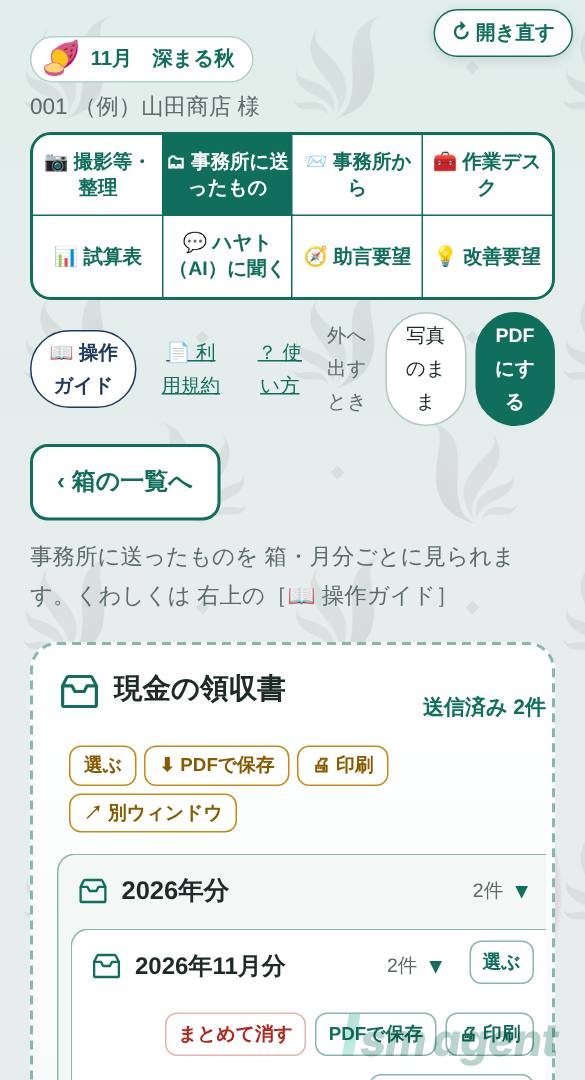 ↻ 開き直す
🍠 11月　深まる秋
001 （例）山田商店 様
📷 撮影等・
整理
🗂 事務所に送
ったもの
📨 事務所か
ら
🧰 作業デス
ク
📊 試算表
💬 ハヤト
（AI）に聞く
🧭 助言要望
💡 改善要望
📖 操作
ガイド
📄 利
用規約
？ 使
い方
外へ
出す
とき
写真
のま
ま
PDF
にす
る
‹ 箱の一覧へ
事務所に送ったものを 箱・月分ごとに見られま
す。くわしくは 右上の［📖 操作ガイド］
現金の領収書
送信済み 2件
選ぶ
⬇ PDFで保存
🖨 印刷
↗ 別ウィンドウ
2026年分
2件 ▼
2026年11月分
2件 ▼
選ぶ
まとめて消す
PDFで保存
🖨 印刷